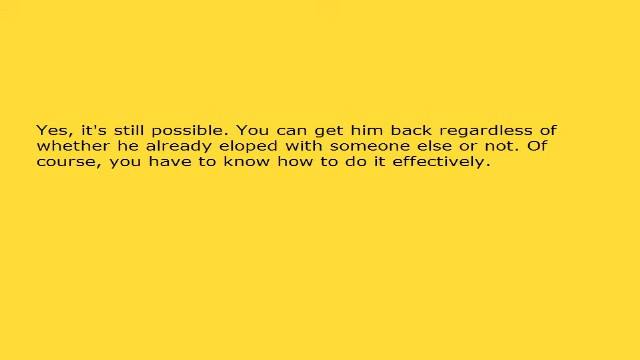 Yes, it's still possible. You can get him back regardless of
whether he already eloped with someone else or not. Of
course, you have to know how to do it effectively.